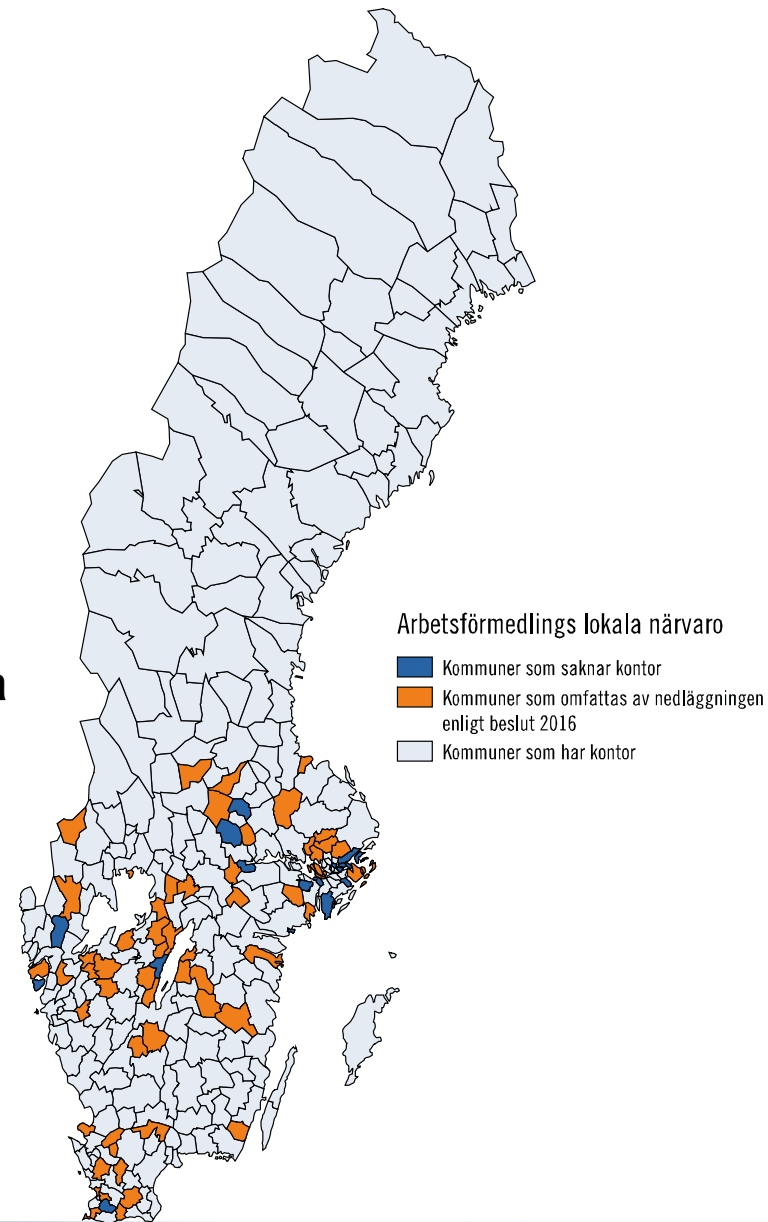 Arbetsförmedlings lokala närvaro
Kommuner som saknar kontor
Kommuner som omfattas av nedläggningen
enligt beslut 2016
Kommuner som har kontor
a